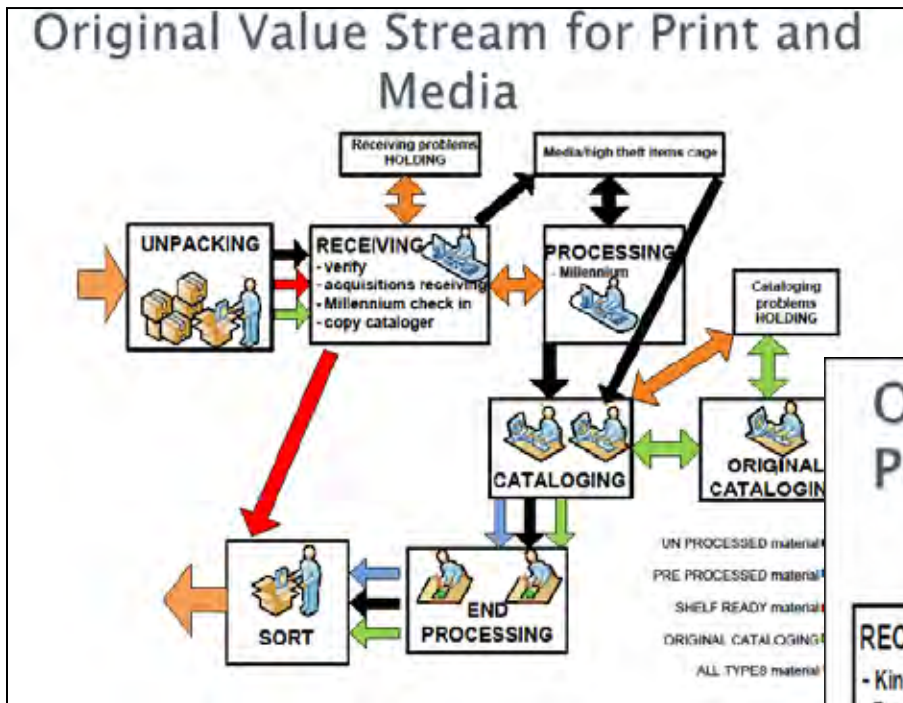 Original Value Stream for Print and
Media
Receiving problems
HOLDING
Media/high theft items cage
UNPACKING
RECEIVING
- verify
- acquisitions receiving
- Millennium check in
- copy cataloger
PROCESSING
- Millennium
Cataloging
problems
HOLDING
CATALOGING
ORIGINAL
CATALOGIN
UN PROCESSED material
PRE PROCESSED material
SHELF READY material
ORIGINAL CATALOGING
ALL TYPES material
SORT
END
PROCESSING
O
P
REC
- Kin